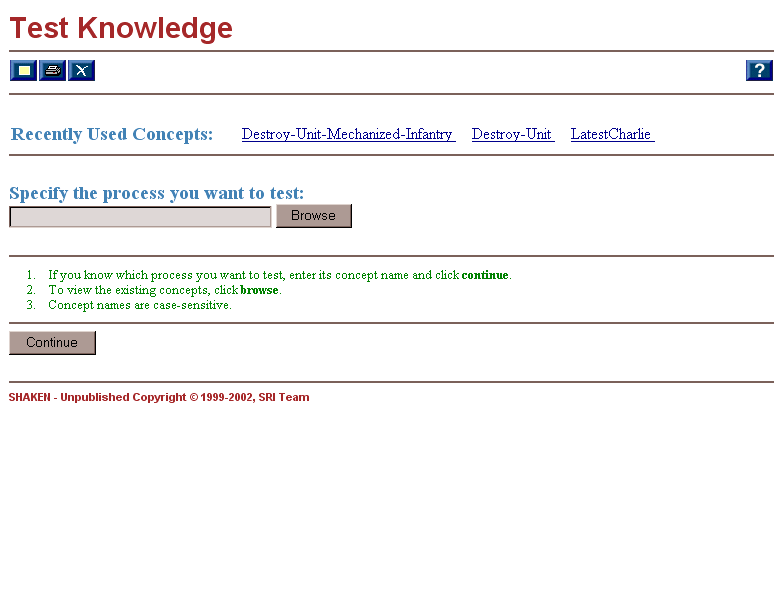 Test Knowledge
?
Recently Used Concepts: Destroy-Unit-Mechanized-Infantry Destroy-Unit LatestCharlie
Specify the process you want to test:
Browse
1. If you know which process you want to test, enter its concept name and click continue.
2. To view the existing concepts, click browse.
3. Concept names are case-sensitive.
Continue
SHAKEN - Unpublished Copyright © 1999-2002, SRI Team